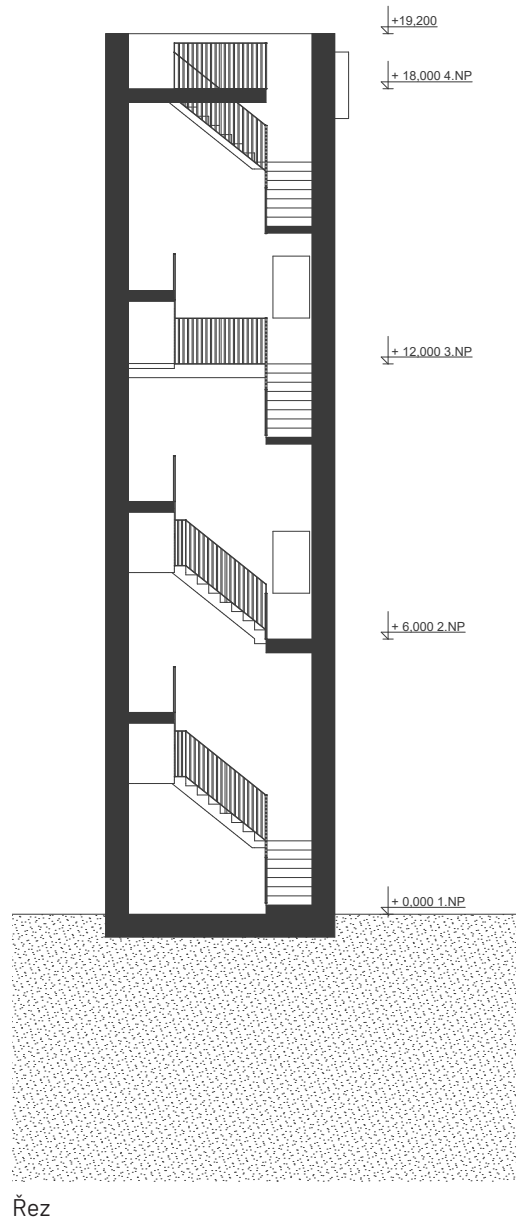 +19,200
+ 18,000 4.NP
+ 12,000 3.NP
+ 6,000 2.NP
+ 0,000 1.NP
Řez